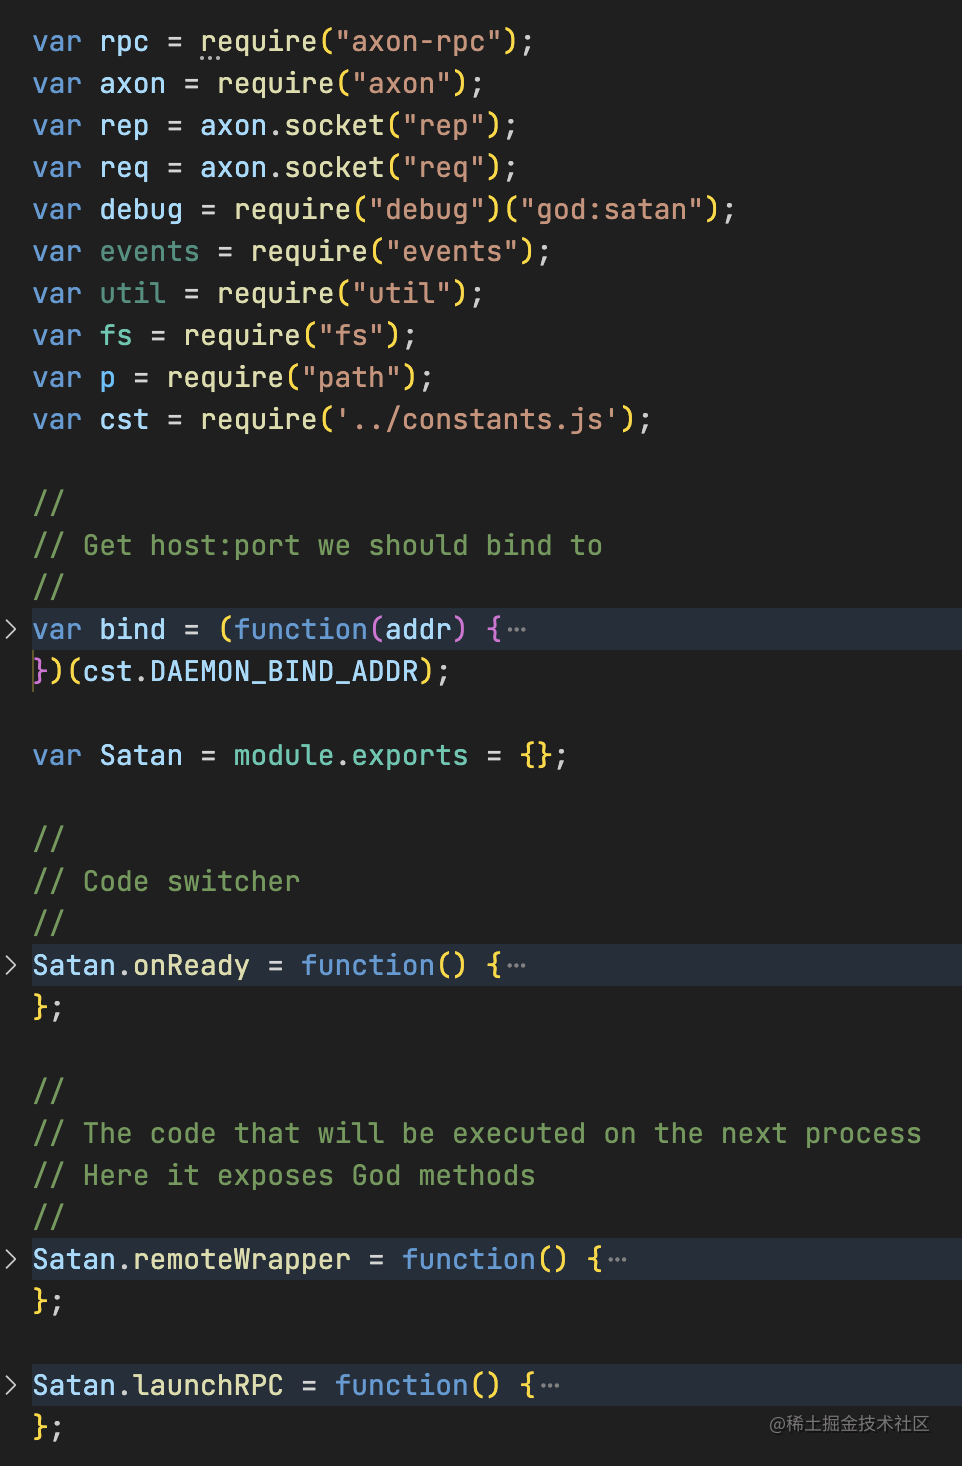 var rpc = require("axon-rpc");
var axon = require("axon");
var rep = axon.socket("rep");
var req = axon.socket("req");
var debug = require("debug")("god:satan");
var events = require("events");
var util = require("util");
var fs = require("fs");
var p = require("path");
var cst = require('../constants.js');
//
// Get host:port we should bind to
//
var bind = (function(addr) {…
})(cst.DAEMON_BIND_ADDR);
var Satan = module.exports = {};
//
// Code switcher
//
Satan.onReady = function() {…
};
//
// The code that will be executed on the next process
// Here it exposes God methods
//
Satan.remoteWrapper = function() {…
};
Satan.launchRPC = function() {…
};
@稀土掘金技术社区